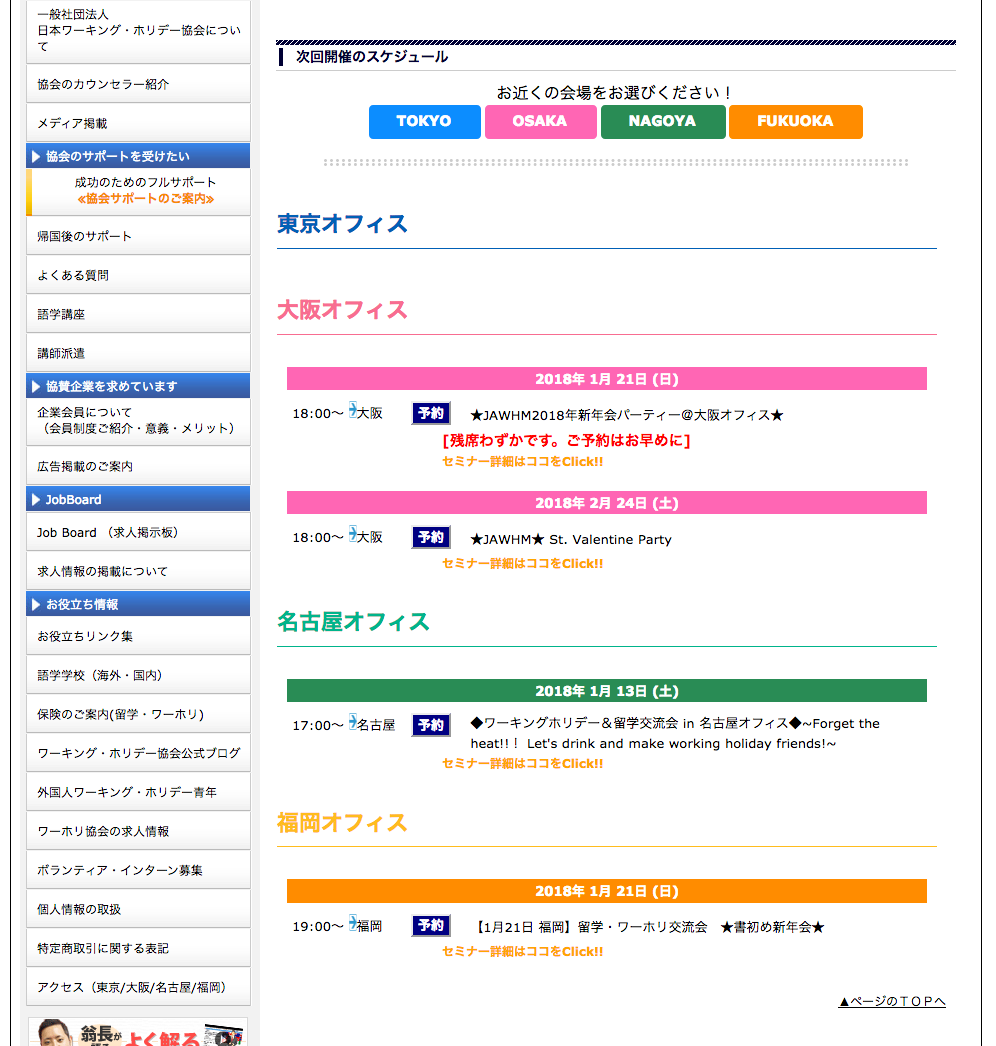 一般社団法人
日本ワーキング・ホリデー協会につい
て
協会のカウンセラー紹介
メディア掲載
協会のサポートを受けたい
成功のためのフルサポート
≪協会サポートのご案内≫
帰国後のサポート
よくある質問
語学講座
講師派遣
協賛企業を求めています
企業会員について
（会員制度ご紹介・意義・メリット）
広告掲載のご案内
JobBoard
Job Board （求人掲示板）
求人情報の掲載について
お役立ち情報
お役立ちリンク集
語学学校（海外・国内）
保険のご案内(留学・ワーホリ)
ワーキング・ホリデー協会公式ブログ
外国人ワーキング・ホリデー青年
ワーホリ協会の求人情報
ボランティア・インターン募集
個人情報の取扱
特定商取引に関する表記
アクセス（東京/大阪/名古屋/福岡）
翁長が
よく解る
次回開催のスケジュール
お近くの会場をお選びください！
TOKYO OSAKA NAGOYA FUKUOKA
東京オフィス
大阪オフィス
2018年 1月 21日 (日)
18:00～ 大阪 予約 ★JAWHM2018年新年会パーティー＠大阪オフィス★
[残席わずかです。ご予約はお早めに]
セミナー詳細はココをClick!!
2018年 2月 24日 (土)
18:00～ 大阪 予約 ★JAWHM★ St. Valentine Party
セミナー詳細はココをClick!!
名古屋オフィス
2018年 1月 13日 (土)
17:00～ 名古屋 予約 ◆ワーキングホリデー＆留学交流会 in 名古屋オフィス◆~Forget the
heat!!！ Let's drink and make working holiday friends!~
セミナー詳細はココをClick!!
福岡オフィス
2018年 1月 21日 (日)
19:00～ 福岡 予約 【1月21日 福岡】留学・ワーホリ交流会　★書初め新年会★
セミナー詳細はココをClick!!
▲ページのＴＯＰへ